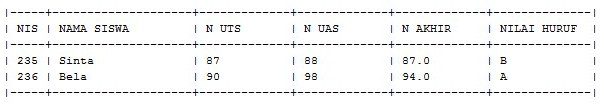 |----+-------------------+-------------+-------------+-------------+-------------|
| NIS | NAMA SISWA | N UTS | N UAS | N AKHIR | NILAI HURUF |
|----+-------------------+-------------+-------------+-------------+-------------|
| 235 | Sinta | 87 | 88 | 87.0 | B
| 236 | Bela | 90 | 98 | 94.0 | A
|----+-------------------+-------------+-------------+-------------+-------------|